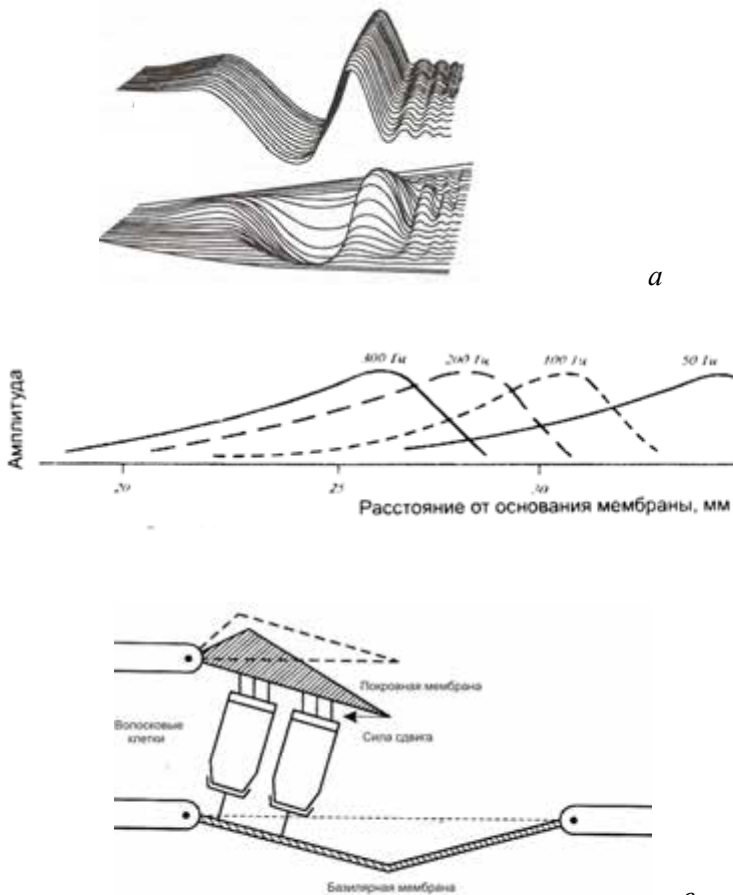 а
300 Гц 200 Гц 100 Гц 50 Гц
Амплитуда
20 25 30
Расстояние от основания мембраны, мм
Покровная мембрана
Волосковые
клетки
Сила сдвига
Базилярная мембрана